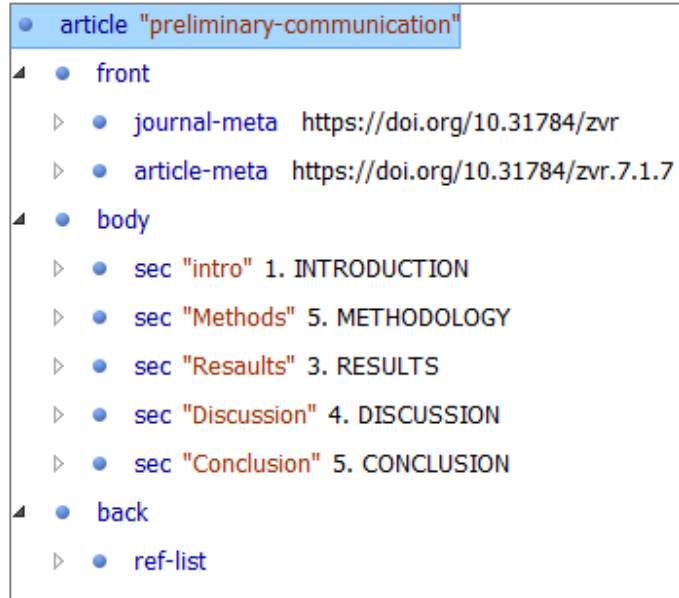 article "preliminary-communication"
front
journal-meta https://doi.org/10.31784/zvr
article-meta https://doi.org/10.31784/zvr.7.1.7
body
sec "intro" 1. INTRODUCTION
sec "Methods" 5. METHODOLOGY
sec "Resaults" 3. RESULTS
sec "Discussion" 4. DISCUSSION
sec "Conclusion" 5. CONCLUSION
back
ref-list